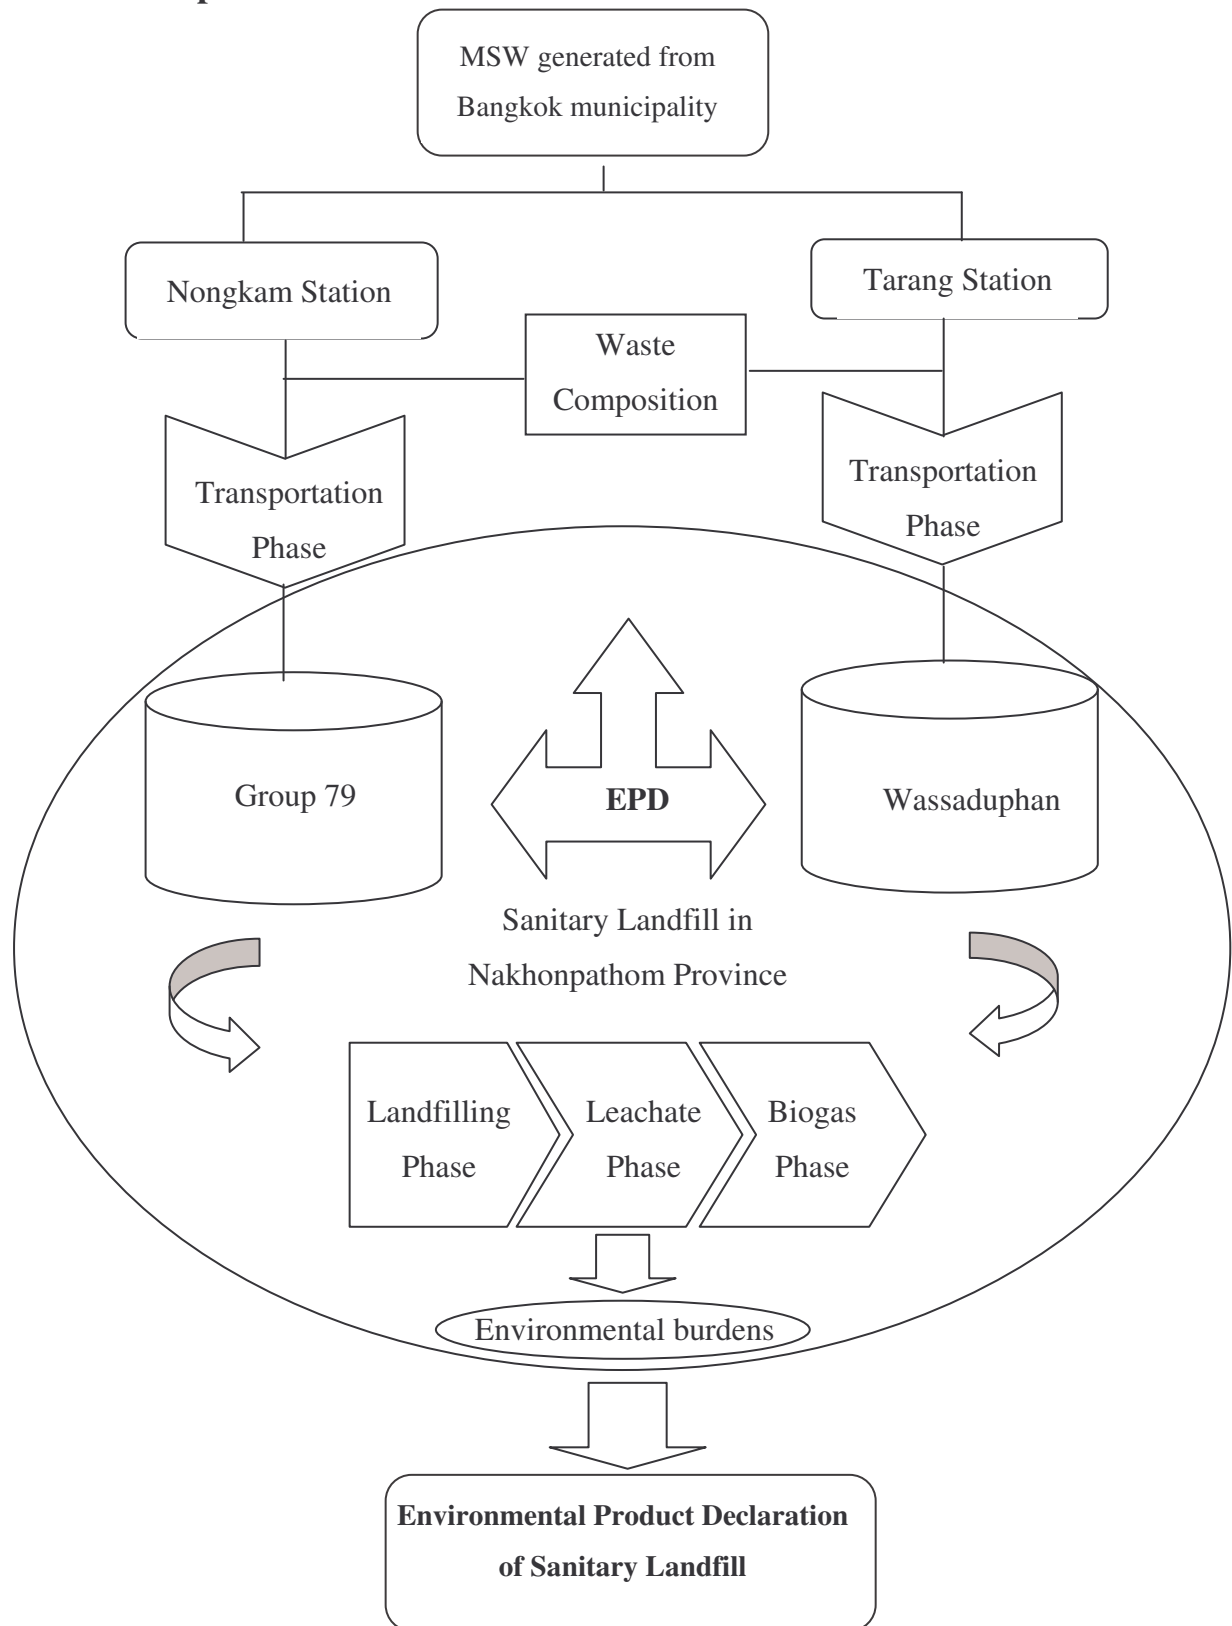 MSW generated from
Bangkok municipality
Nongkam Station
Tarang Station
Waste
Composition
Transportation
Phase
Transportation
Phase
Group 79
EPD
Wassaduphan
Sanitary Landfill in
Nakhonpathom Province
Landfilling
Phase
Leachate
Phase
Biogas
Phase
Environmental burdens
Environmental Product Declaration
of Sanitary Landfill